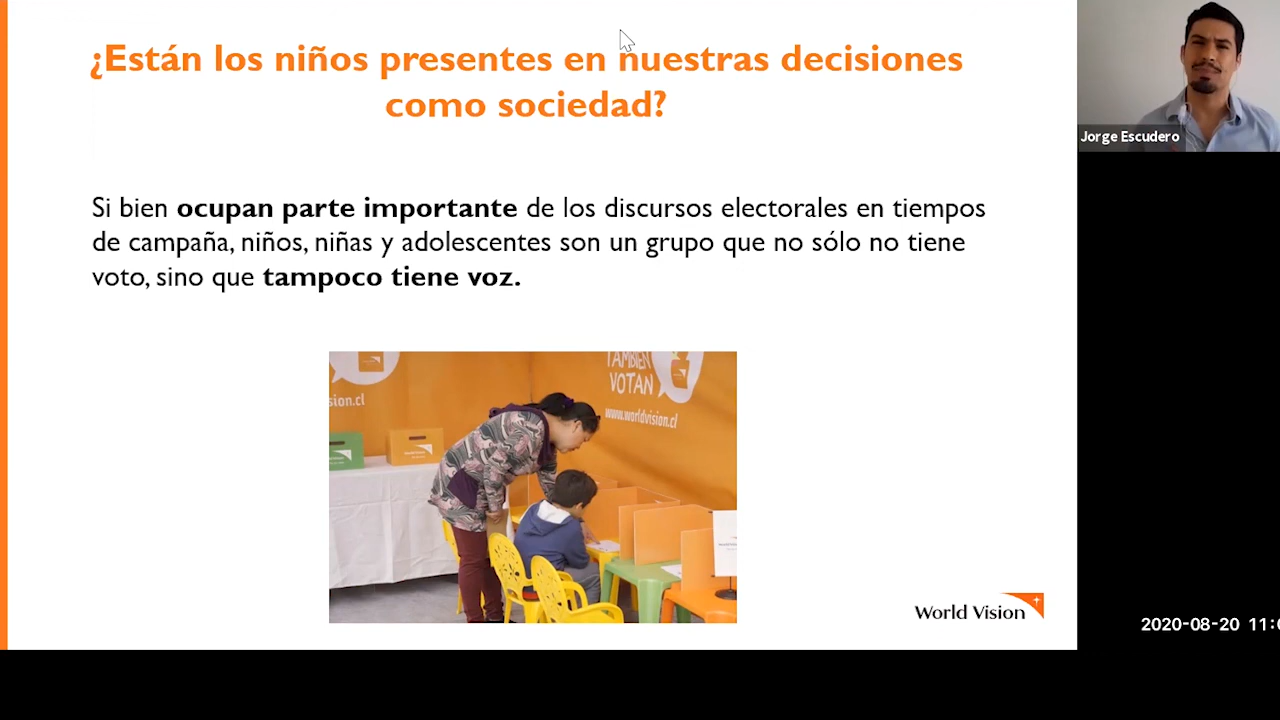 ¿Están los niños presentes en nuestras decisiones
como sociedad?
Jorge Escudero
Si bien ocupan parte importante de los discursos electorales en tiempos
de campaña, niños, niñas y adolescentes son un grupo que no sólo no tiene
voto, sino que tampoco tiene voz.
TAMBIÉN
VOTAN
www.worldvision.cl
sion.cl
World Vision
2020-08-20 11:0